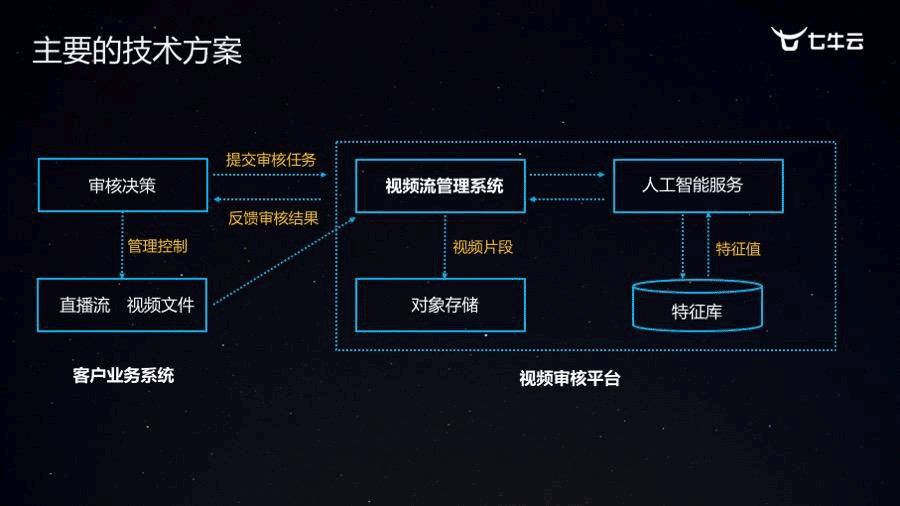 主要的技术方案
七牛云
提交审核任务
审核决策
视频流管理系统
人工智能服务
反馈审核结果
管理控制
视频片段
特征值
直播流 视频文件
对象存储
特征库
客户业务系统
视频审核平台